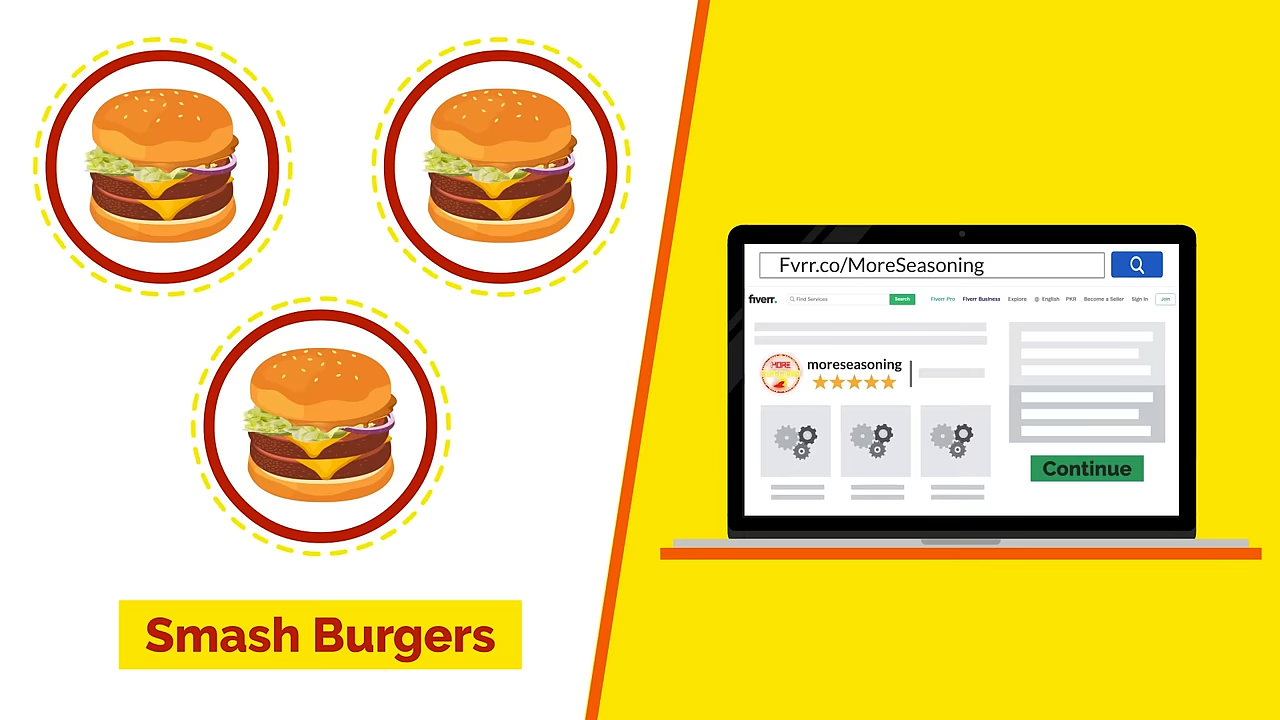 Smash Burgers
Fvrr.co/MoreSeasoning
fiverr.
Find Services
Search
Fiverr Pro
Fiverr Business
Explore
English
PKR
Become a Seller
Sign In
Join
MORE
moreseasoning
Continue